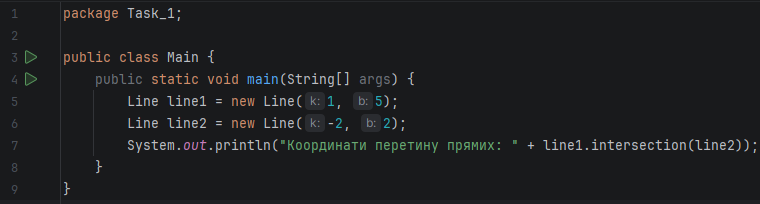 1 package Task_1;
2
3 public class Main {
4 public static void main(String[] args) {
5 Line line1 = new Line( k: 1, b: 5);
6 Line line2 = new Line( k: -2, b: 2);
7 System.out.println("Координати перетину прямих: " + line1.intersection(line2));
8 }
9 }